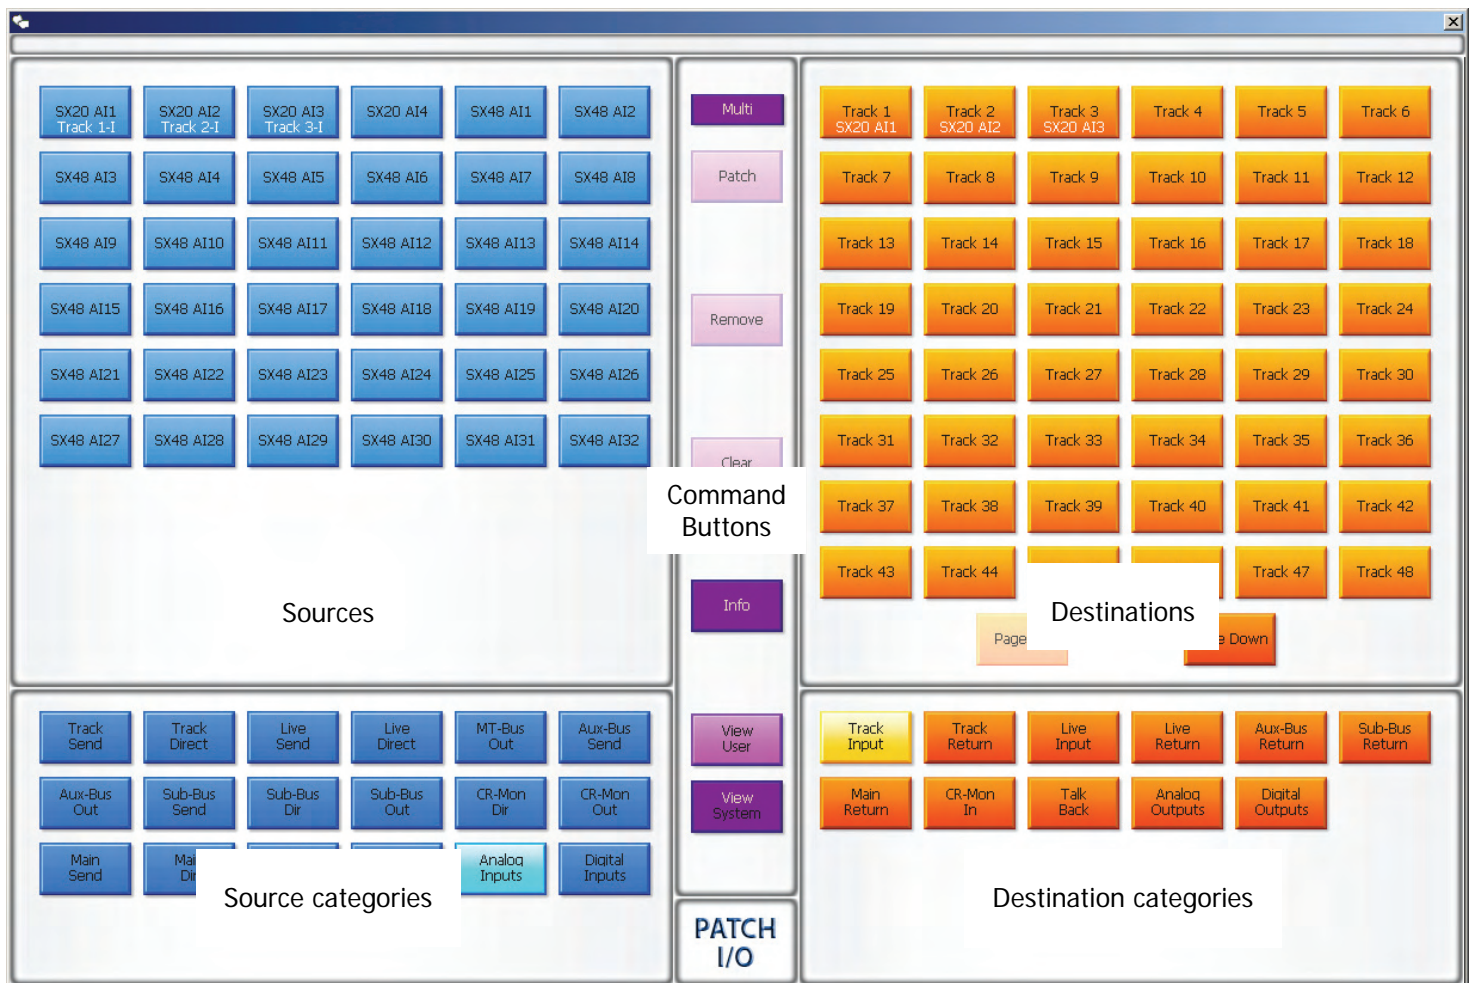 SX20 AI1 SX20 AI2 SX20 AI3 SX20 AI4 SX48 AI1 SX48 AI2
Track 1-I Track 2-I Track 3-I
SX48 AI3 SX48 AI4 SX48 AI5 SX48 AI6 SX48 AI7 SX48 AI8
SX48 AI9 SX48 AI10 SX48 AI11 SX48 AI12 SX48 AI13 SX48 AI14
SX48 AI15 SX48 AI16 SX48 AI17 SX48 AI18 SX48 AI19 SX48 AI20
SX48 AI21 SX48 AI22 SX48 AI23 SX48 AI24 SX48 AI25 SX48 AI26
SX48 AI27 SX48 AI28 SX48 AI29 SX48 AI30 SX48 AI31 SX48 AI32
Sources
Multi
Patch
Remove
Clear
Command
Buttons
Info
View
User
View
System
PATCH
I/O
Track 1 Track 2 Track 3 Track 4 Track 5 Track 6
SX20 AI1 SX20 AI2 SX20 AI3
Track 7 Track 8 Track 9 Track 10 Track 11 Track 12
Track 13 Track 14 Track 15 Track 16 Track 17 Track 18
Track 19 Track 20 Track 21 Track 22 Track 23 Track 24
Track 25 Track 26 Track 27 Track 28 Track 29 Track 30
Track 31 Track 32 Track 33 Track 34 Track 35 Track 36
Track 37 Track 38 Track 39 Track 40 Track 41 Track 42
Track 43 Track 44 Track 47 Track 48
Destinations
Page Down
Track Track Live Live MT-Bus Aux-Bus
Send Direct Send Direct Out Send
Aux-Bus Sub-Bus Sub-Bus Sub-Bus CR-Mon CR-Mon
Out Send Dir Out Dir Out
Main Analog Digital
Send Inputs Inputs
Source categories
Track Track Live Live Aux-Bus Sub-Bus
Input Return Input Return Return Return
Main CR-Mon Talk Analog Digital
Return In Back Outputs Outputs
Destination categories